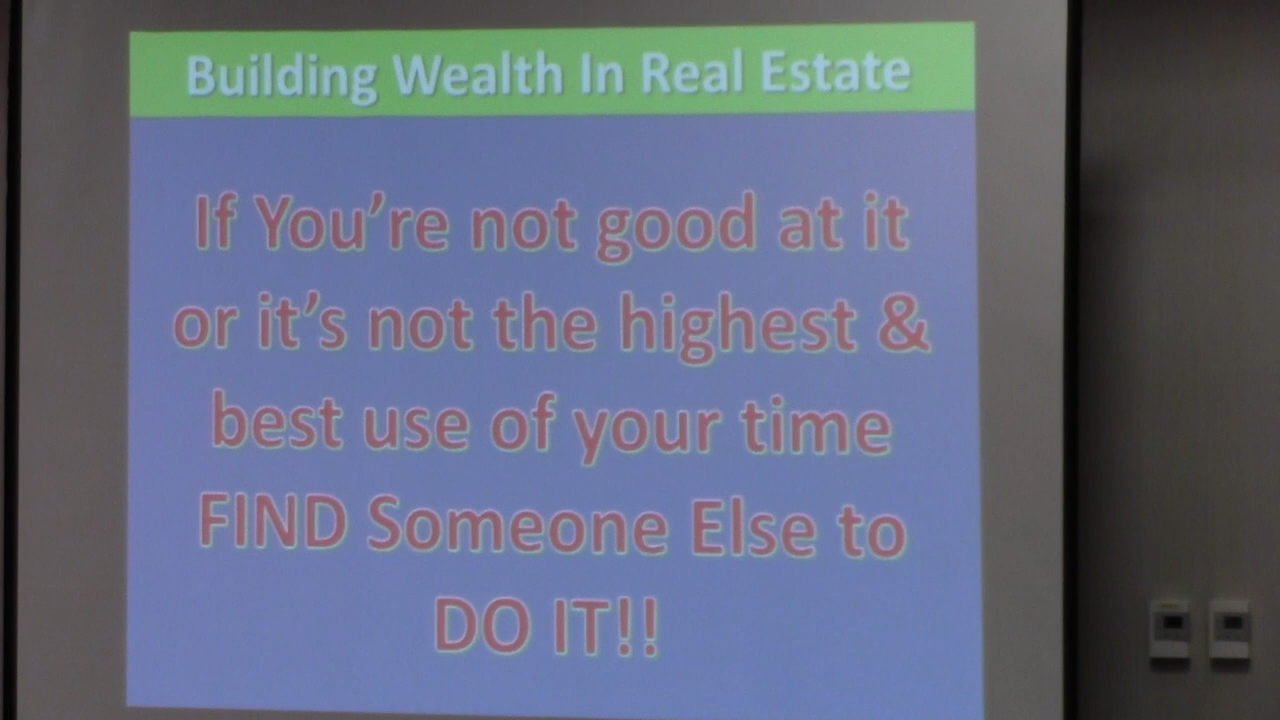 Building Wealth In Real Estate
If You’re not good at it
or it’s not the highest &
best use of your time
FIND Someone Else to
DO IT!!